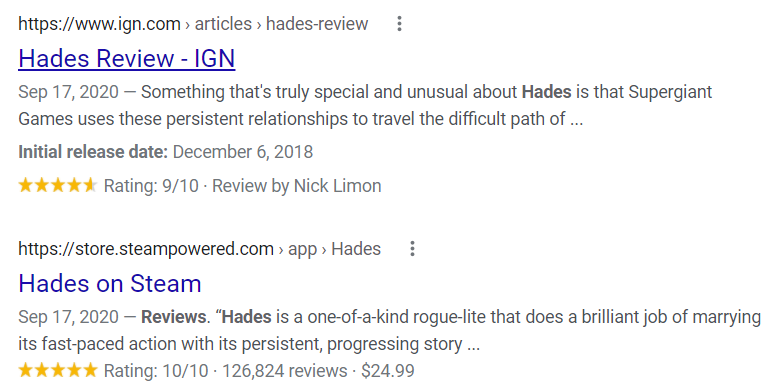 https://www.ign.com › articles › hades-review
Hades Review - IGN
Sep 17, 2020 — Something that's truly special and unusual about Hades is that Supergiant
Games uses these persistent relationships to travel the difficult path of ...
Initial release date: December 6, 2018
Rating: 9/10 · Review by Nick Limon
https://store.steampowered.com › app › Hades
Hades on Steam
Sep 17, 2020 — Reviews. “Hades is a one-of-a-kind rogue-lite that does a brilliant job of marrying
its fast-paced action with its persistent, progressing story ...
Rating: 10/10 · 126,824 reviews · $24.99